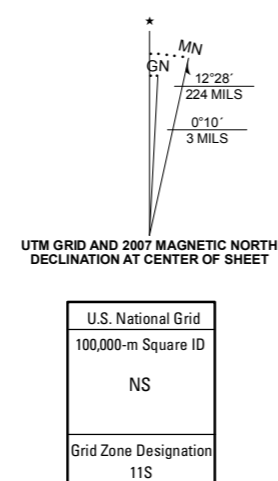 ★
MN
GN
12°28´
224 MILS
0°10´
3 MILS
UTM GRID AND 2007 MAGNETIC NORTH
DECLINATION AT CENTER OF SHEET
U.S. National Grid
100,000-m Square ID
NS
Grid Zone Designation
11S